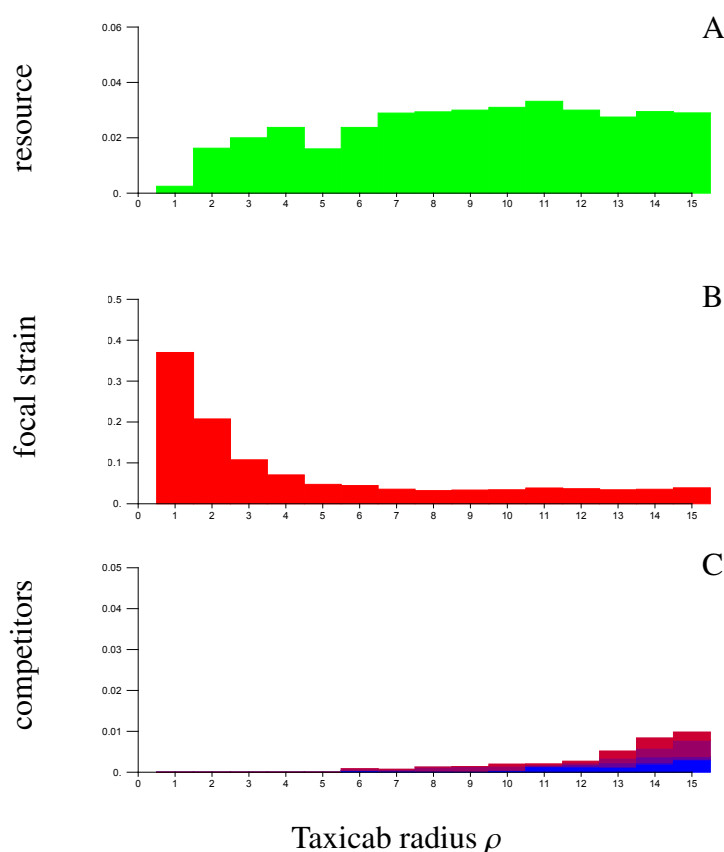 A
resource
0.06
0.04
0.02
0.
0 1 2 3 4 5 6 7 8 9 10 11 12 13 14 15
B
focal strain
0.5
0.4
0.3
0.2
0.1
0.
0 1 2 3 4 5 6 7 8 9 10 11 12 13 14 15
C
competitors
0.05
0.04
0.03
0.02
0.01
0.
0 1 2 3 4 5 6 7 8 9 10 11 12 13 14 15
Taxicab radius ρ